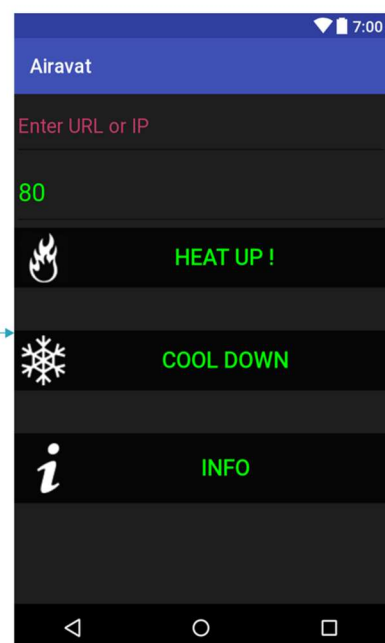 7:00
Airavat
Enter URL or IP
80
HEAT UP !
COOL DOWN
INFO